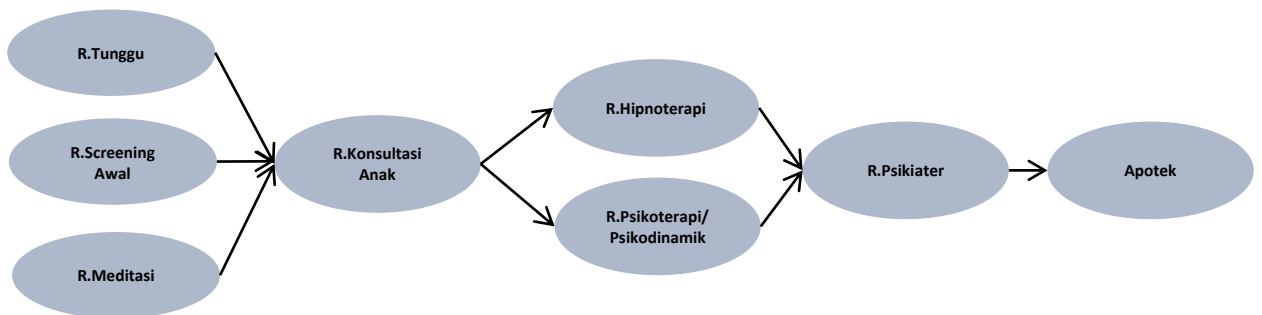 R.Tunggu
R.Screening
Awal
R.Meditasi
R.Konsultasi
Anak
R.Hipnoterapi
R.Psikoterapi/
Psikodinamik
R.Psikiater
Apotek